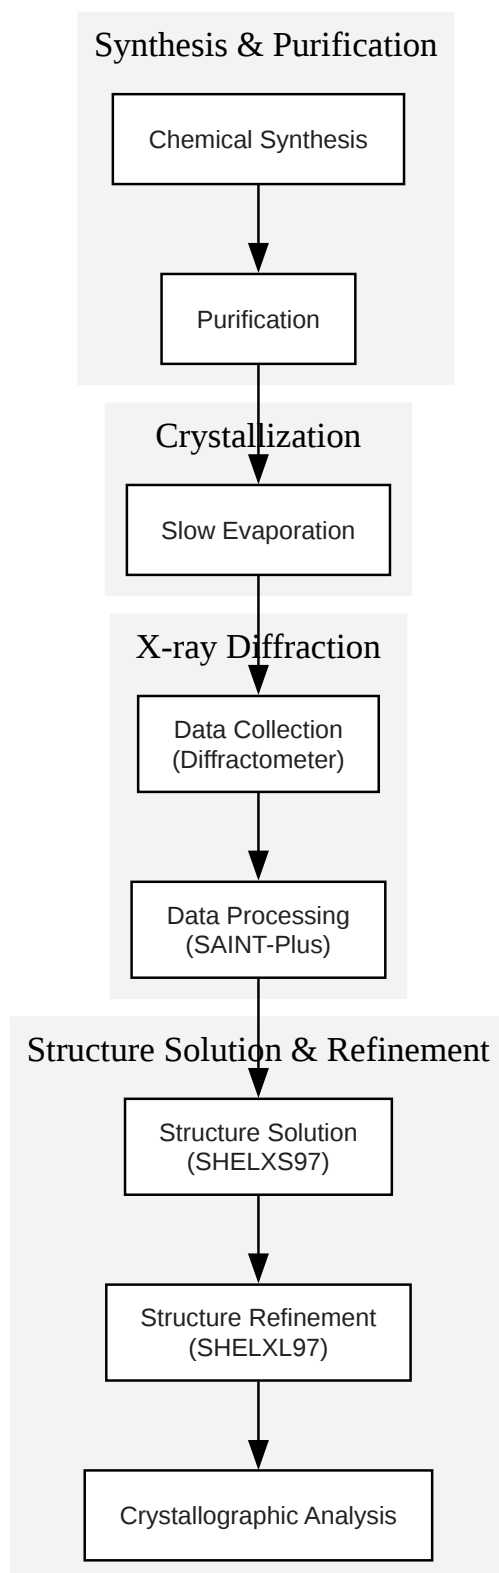 Synthesis & Purification
Chemical Synthesis
Purification
Crystallization
Slow Evaporation
X-ray Diffraction
Data Collection
(Diffractometer)
Data Processing
(SAINT-Plus)
Structure Solution & Refinement
Structure Solution
(SHELXS97)
Structure Refinement
(SHELXL97)
Crystallographic Analysis